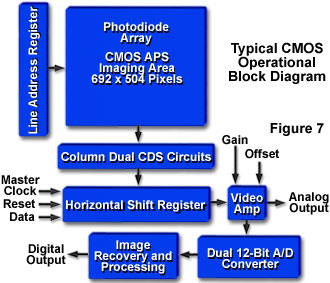 Line Address Register
Photodiode
Array
CMOS APS
Imaging Area
692 x 504 Pixels
Typical CMOS
Operational
Block Diagram
Figure 7
Column Dual CDS Circuits
Gain
Offset
Master
Clock
Reset
Data
Horizontal Shift Register
Video
Amp
Analog
Output
Digital
Output
Image
Recovery and
Processing
Dual 12-Bit A/D
Converter